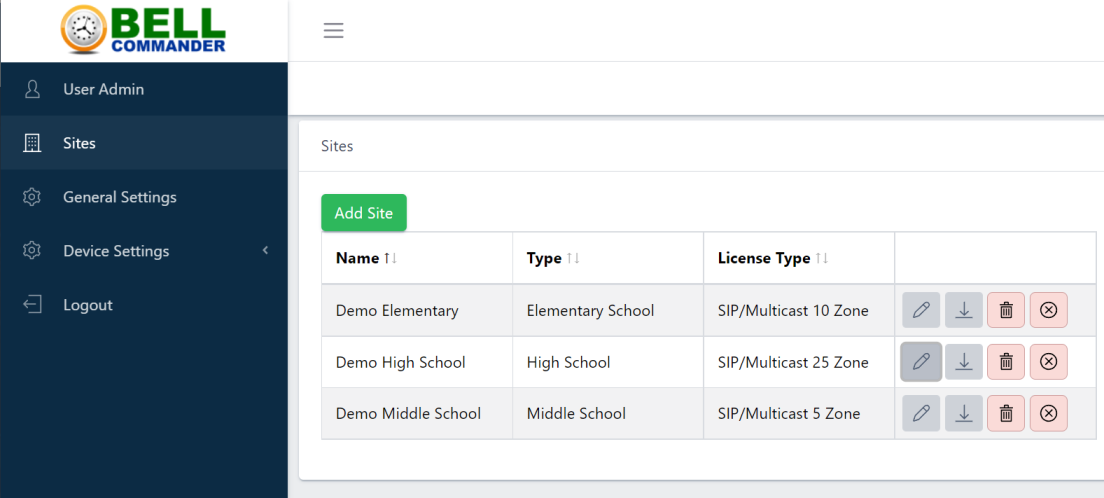 BELL
COMMANDER
User Admin
Sites
General Settings
Device Settings
Logout
Sites
Add Site
Name Type License Type
Demo Elementary Elementary School SIP/Multicast 10 Zone
Demo High School High School SIP/Multicast 25 Zone
Demo Middle School Middle School SIP/Multicast 5 Zone